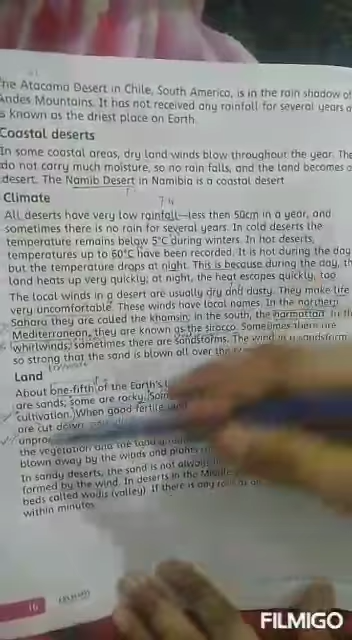 The Atacama Desert in Chile, South America, is in the rain shadow of
Andes Mountains. It has not received any rainfall for several years
is known as the driest place on Earth.
Coastal deserts
In some coastal areas, dry land winds blow throughout the year. The
do not carry much moisture, so no rain falls, and the land becomes a
desert. The Namib Desert in Namibia is a coastal desert
Climate
All deserts have very low rainfall—less then 50cm in a year, and
sometimes there is no rain for several years. In cold deserts the
temperature remains below 5°C during winters. In hot deserts,
temperatures up to 60°C have been recorded. It is hot during the day
but the temperature drops at night. This is because during the day, th
land heats up very quickly; at night, the heat escapes quickly, too
The local winds in a desert are usually dry and dusty. They make life
very uncomfortable. These winds have local names. In the northern
Sahara they are called the khamsin; in the south, the harmattan. In th
Mediterranean, they are known as the sirocco. Sometimes there are
whirlwinds; sometimes there are sandstorms. The wind in a sandstorm
so strong that the sand is blown all over the
Land
About one-fifth of the Earth's
are sands; some are rocky. Som
cultivation. When good fertile land
are cut down
unpro
the vegetation and the land
blown away by the winds and
In sandy deserts, the sand is not always
formed by the wind. In deserts in the Middle
beds called wadis (valley). If there is any rain
within minutes
16
FILMIGO